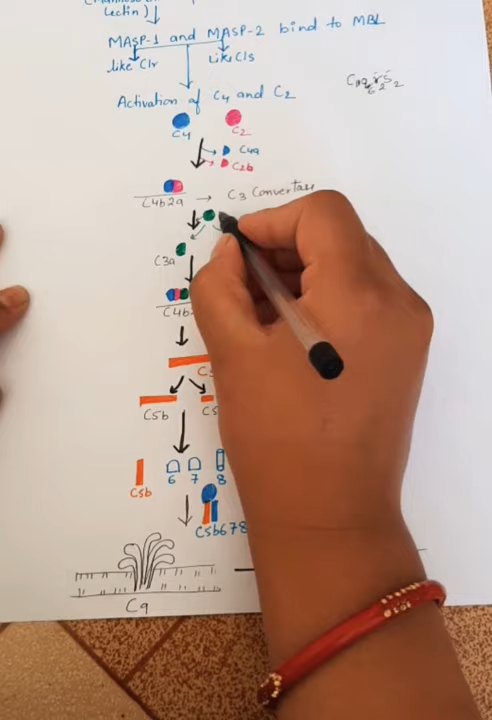 Lectin)
MASP-1 and MASP-2 bind to MBL
like C1r like C1s
Activation of C4 and C2
C4 C2
C4a
C2b
C4b2a → C3 Convertase
C3a
C4b
C5b
C5b 6 7 8
C5b678
C9